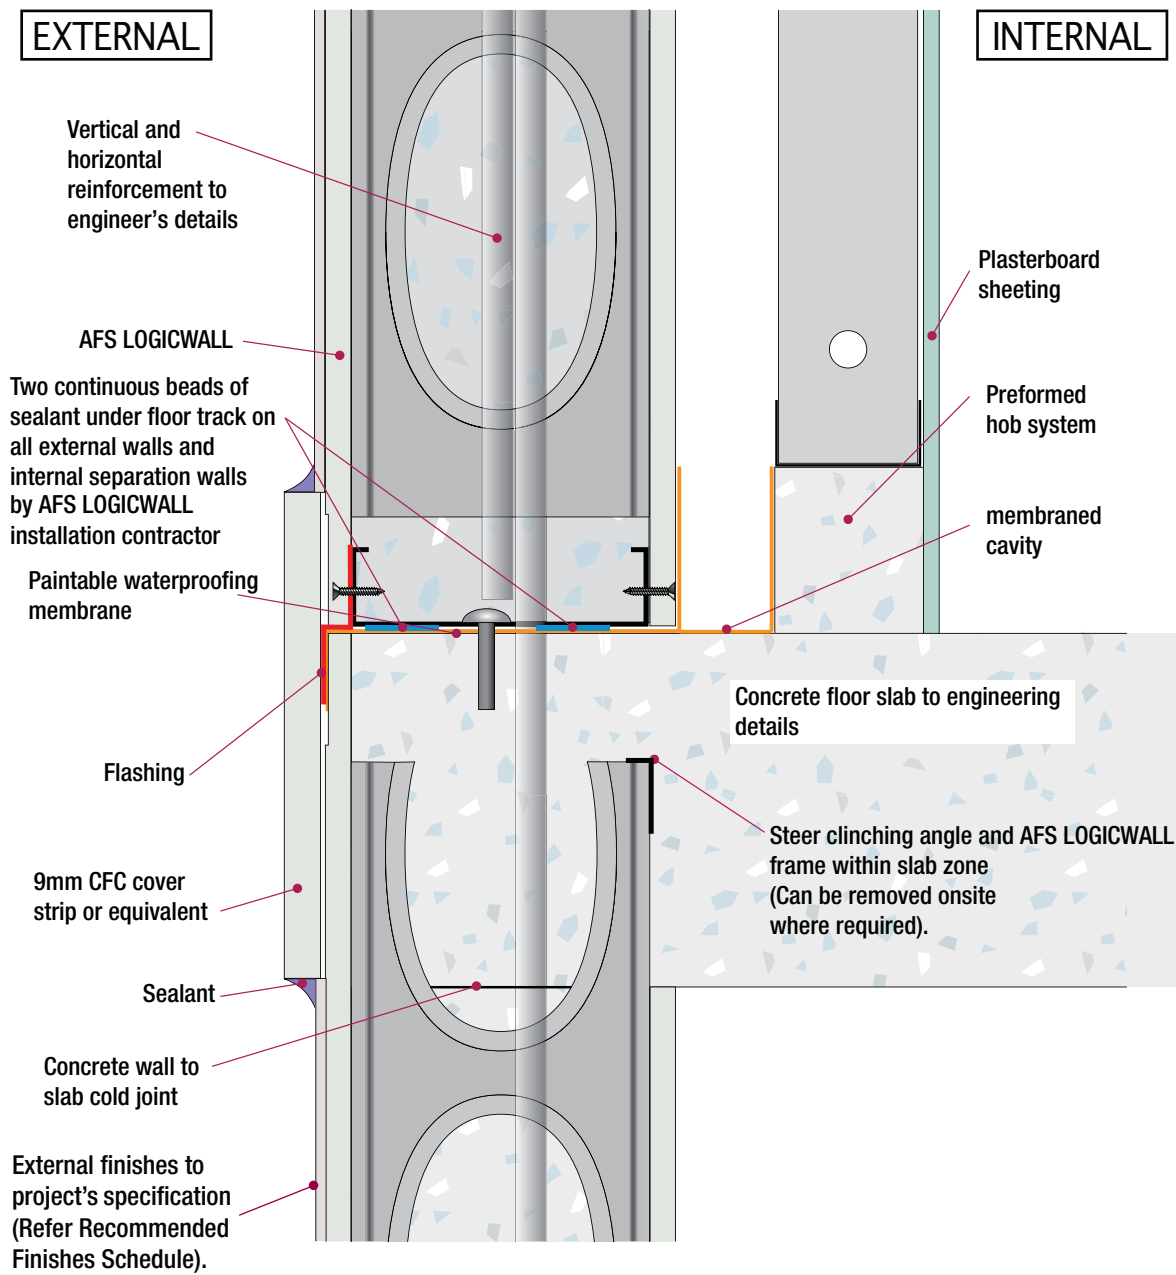 EXTERNAL
INTERNAL
Vertical and
horizontal
reinforcement to
engineer's details
AFS LOGICWALL
Two continuous beads of
sealant under floor track on
all external walls and
internal separation walls
by AFS LOGICWALL
installation contractor
Paintable waterproofing
membrane
Flashing
9mm CFC cover
strip or equivalent
Sealant
Concrete wall to
slab cold joint
External finishes to
project's specification
(Refer Recommended
Finishes Schedule).
Plasterboard
sheeting
Preformed
hob system
membraned
cavity
Concrete floor slab to engineering
details
Steer clinching angle and AFS LOGICWALL
frame within slab zone
(Can be removed onsite
where required).